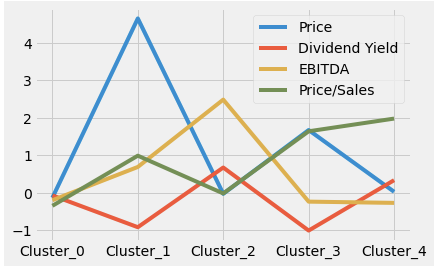 Price
Dividend Yield
EBITDA
Price/Sales
4
3
2
1
0
−1
Cluster_0 Cluster_1 Cluster_2 Cluster_3 Cluster_4